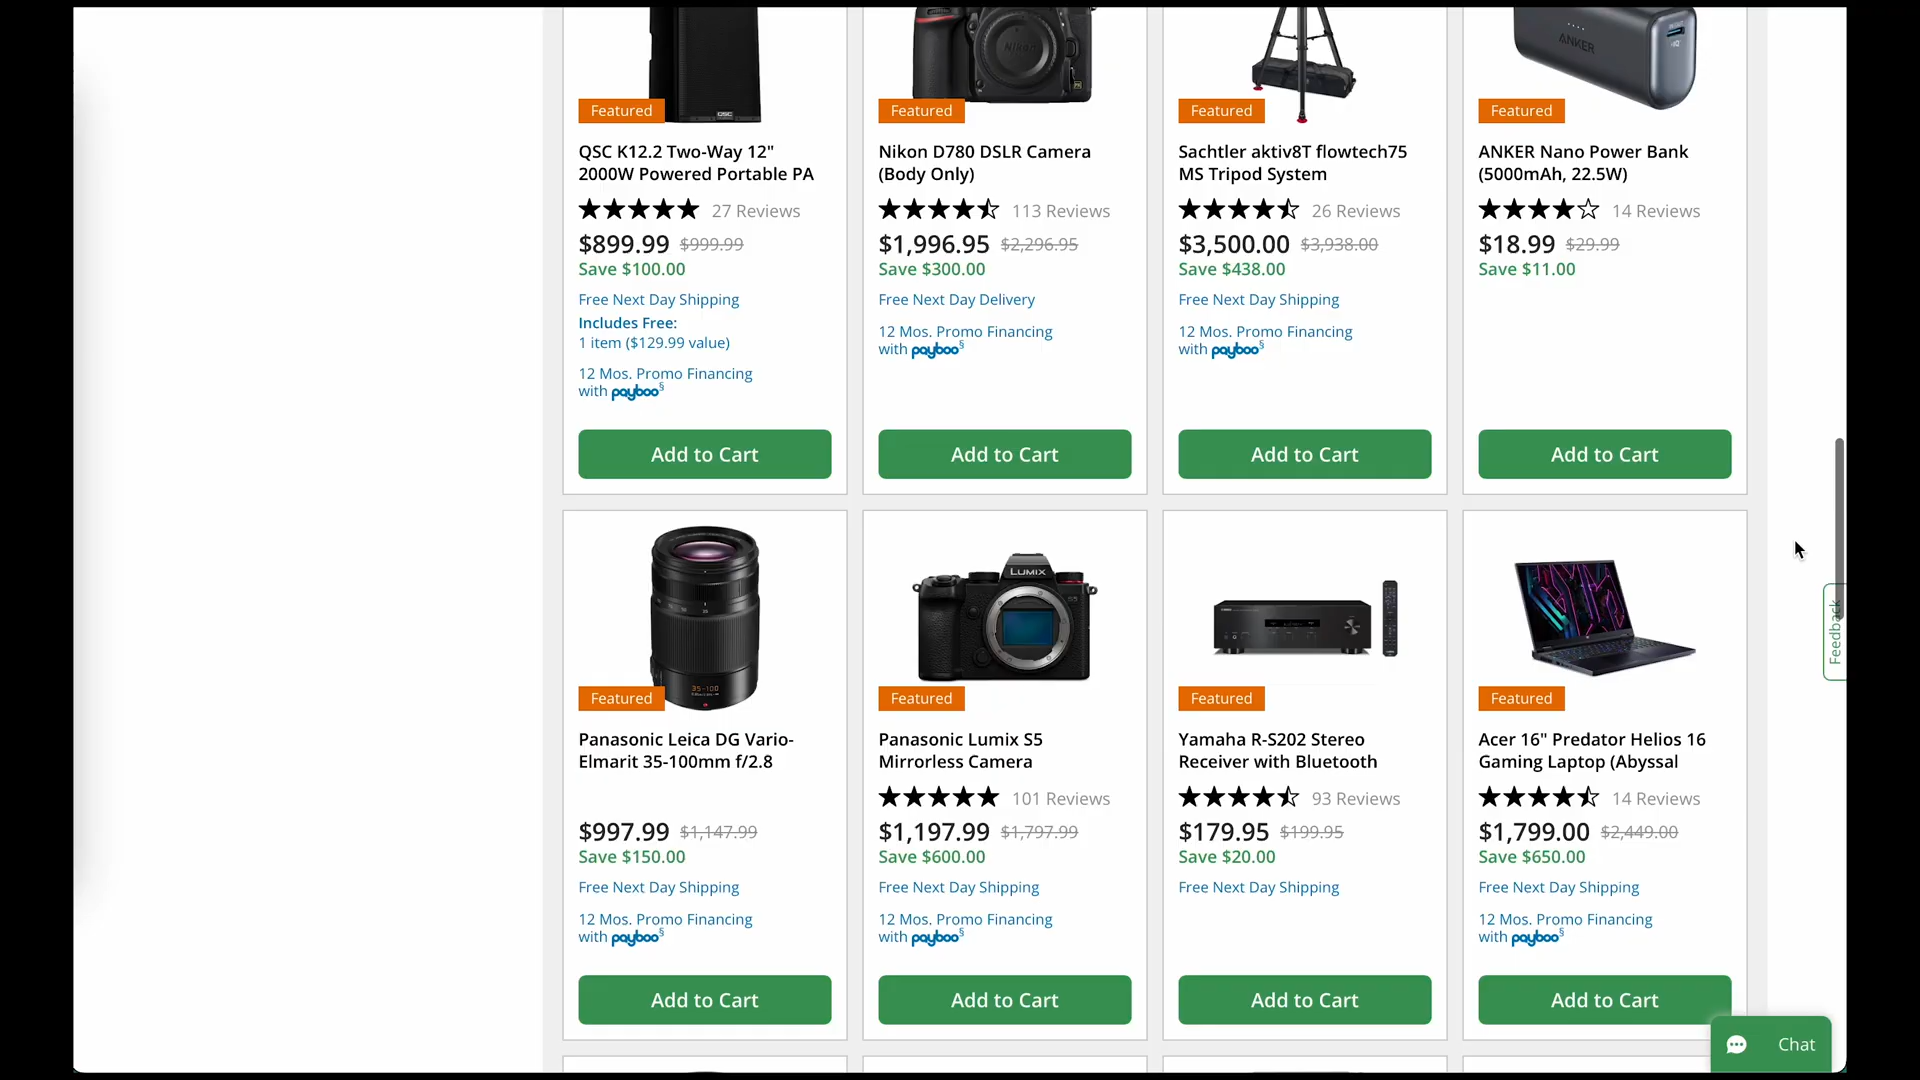 QSC
Nikon
ANKER
Featured
Featured
Featured
Featured
QSC K12.2 Two-Way 12"
2000W Powered Portable PA
27 Reviews
$899.99 $999.99
Save $100.00
Free Next Day Shipping
Includes Free:
1 item ($129.99 value)
12 Mos. Promo Financing
with payboo§
Add to Cart
Nikon D780 DSLR Camera
(Body Only)
113 Reviews
$1,996.95 $2,296.95
Save $300.00
Free Next Day Delivery
12 Mos. Promo Financing
with payboo§
Add to Cart
Sachtler aktiv8T flowtech75
MS Tripod System
26 Reviews
$3,500.00 $3,938.00
Save $438.00
Free Next Day Shipping
12 Mos. Promo Financing
with payboo§
Add to Cart
ANKER Nano Power Bank
(5000mAh, 22.5W)
14 Reviews
$18.99 $29.99
Save $11.00
Add to Cart
35-100
LUMIX
Featured
Featured
Featured
Featured
Panasonic Leica DG Vario-
Elmarit 35-100mm f/2.8
$997.99 $1,147.99
Save $150.00
Free Next Day Shipping
12 Mos. Promo Financing
with payboo§
Add to Cart
Panasonic Lumix S5
Mirrorless Camera
101 Reviews
$1,197.99 $1,797.99
Save $600.00
Free Next Day Shipping
12 Mos. Promo Financing
with payboo§
Add to Cart
Yamaha R-S202 Stereo
Receiver with Bluetooth
93 Reviews
$179.95 $199.95
Save $20.00
Free Next Day Shipping
Add to Cart
Acer 16" Predator Helios 16
Gaming Laptop (Abyssal
14 Reviews
$1,799.00 $2,449.00
Save $650.00
Free Next Day Shipping
12 Mos. Promo Financing
with payboo§
Add to Cart
Feedback
Chat